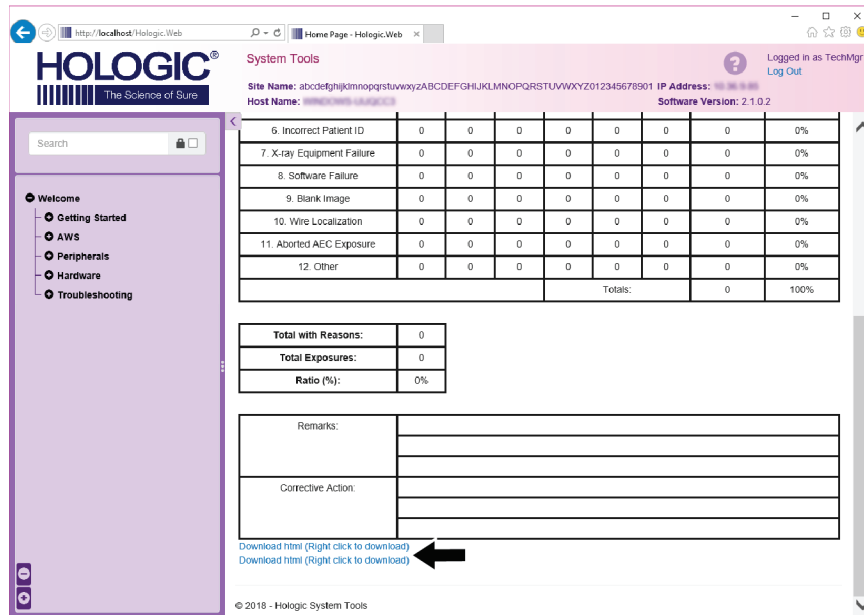 http://localhost/Hologic.Web
Home Page - Hologic.Web
HOLOGIC®
The Science of Sure
System Tools
Logged in as TechMgr
Log Out
Site Name: abcdefghijklmnopqrstuvwxyzABCDEFGHIJKLMNOPQRSTUVWXYZ012345678901 IP Address:
Host Name: Software Version: 2.1.0.2
Search
Welcome
Getting Started
AWS
Peripherals
Hardware
Troubleshooting
6. Incorrect Patient ID 0 0 0 0 0 0 0 0%
7. X-ray Equipment Failure 0 0 0 0 0 0 0 0%
8. Software Failure 0 0 0 0 0 0 0 0%
9. Blank Image 0 0 0 0 0 0 0 0%
10. Wire Localization 0 0 0 0 0 0 0 0%
11. Aborted AEC Exposure 0 0 0 0 0 0 0 0%
12. Other 0 0 0 0 0 0 0 0%
Totals: 0 100%
Total with Reasons: 0
Total Exposures: 0
Ratio (%): 0%
Remarks:
Corrective Action:
Download html (Right click to download)
Download html (Right click to download)
© 2018 - Hologic System Tools